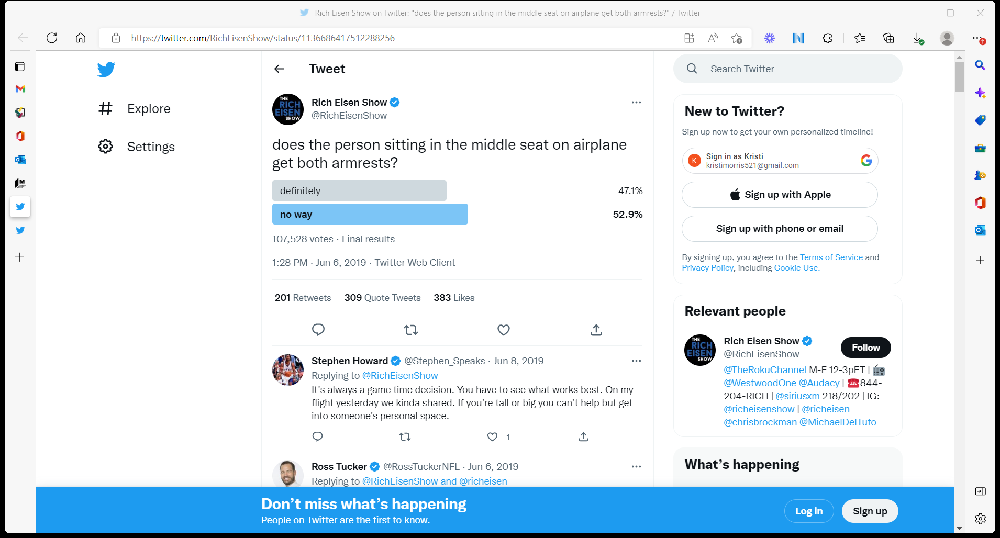 Rich Eisen Show on Twitter: "does the person sitting in the middle seat on airplane get both armrests?" / Twitter
https://twitter.com/RichEisenShow/status/1136686417512288256
Explore
Settings
Tweet
THE
RICH
EISEN
SHOW
Rich Eisen Show
@RichEisenShow
does the person sitting in the middle seat on airplane
get both armrests?
definitely 47.1%
no way 52.9%
107,528 votes · Final results
1:28 PM · Jun 6, 2019 · Twitter Web Client
201 Retweets 309 Quote Tweets 383 Likes
Stephen Howard @Stephen_Speaks · Jun 8, 2019
Replying to @RichEisenShow
It's always a game time decision. You have to see what works best. On my
flight yesterday we kinda shared. If you're tall or big you can't help but get
into someone's personal space.
1
Ross Tucker @RossTuckerNFL · Jun 6, 2019
Replying to @RichEisenShow and @richeisen
Search Twitter
New to Twitter?
Sign up now to get your own personalized timeline!
K
Sign in as Kristi
kristimorris521@gmail.com
Sign up with Apple
Sign up with phone or email
By signing up, you agree to the Terms of Service and
Privacy Policy, including Cookie Use.
Relevant people
THE
RICH
EISEN
SHOW
Rich Eisen Show
@RichEisenShow
Follow
@TheRokuChannel M-F 12-3pET | 📻
@WestwoodOne @Audacy | ☎️844-
204-RICH | @siriusxm 218/202 | IG:
@richeisenshow | @richeisen
@chrisbrockman @MichaelDelTufo
What's happening
Don't miss what's happening
People on Twitter are the first to know.
Log in
Sign up